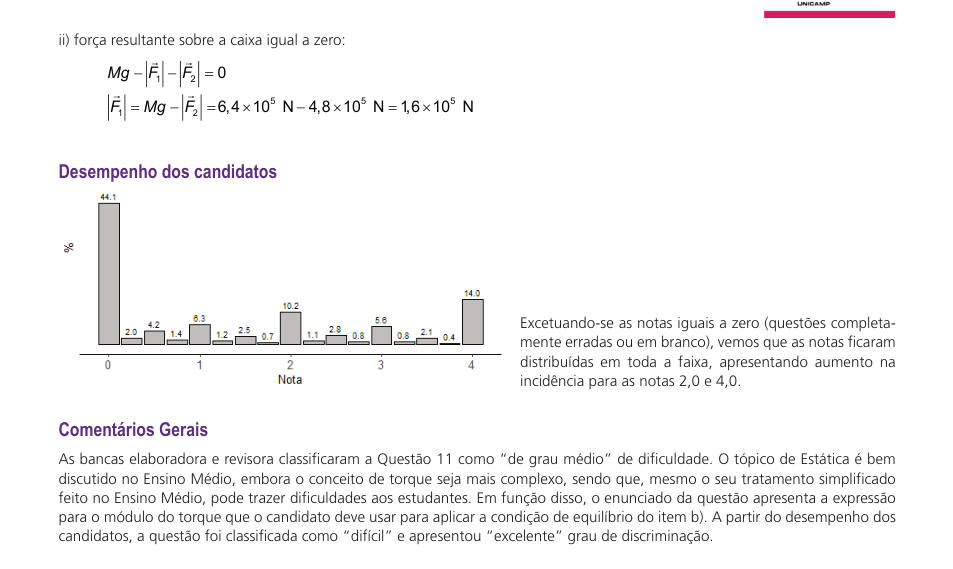 UNICAMP
ii) força resultante sobre a caixa igual a zero:
Mg − |F⃗₁| − |F⃗₂| = 0
|F⃗₁| = Mg − |F⃗₂| = 6,4 × 10⁵ N − 4,8 × 10⁵ N = 1,6 × 10⁵ N
Desempenho dos candidatos
44.1
2.0
4.2
1.4
6.3
1.2
2.5
0.7
10.2
1.1
2.8
0.8
5.6
0.8
2.1
0.4
14.0
%
0 1 2 3 4
Nota
Excetuando-se as notas iguais a zero (questões completa-
mente erradas ou em branco), vemos que as notas ficaram
distribuídas em toda a faixa, apresentando aumento na
incidência para as notas 2,0 e 4,0.
Comentários Gerais
As bancas elaboradora e revisora classificaram a Questão 11 como “de grau médio” de dificuldade. O tópico de Estática é bem
discutido no Ensino Médio, embora o conceito de torque seja mais complexo, sendo que, mesmo o seu tratamento simplificado
feito no Ensino Médio, pode trazer dificuldades aos estudantes. Em função disso, o enunciado da questão apresenta a expressão
para o módulo do torque que o candidato deve usar para aplicar a condição de equilíbrio do item b). A partir do desempenho dos
candidatos, a questão foi classificada como “difícil” e apresentou “excelente” grau de discriminação.